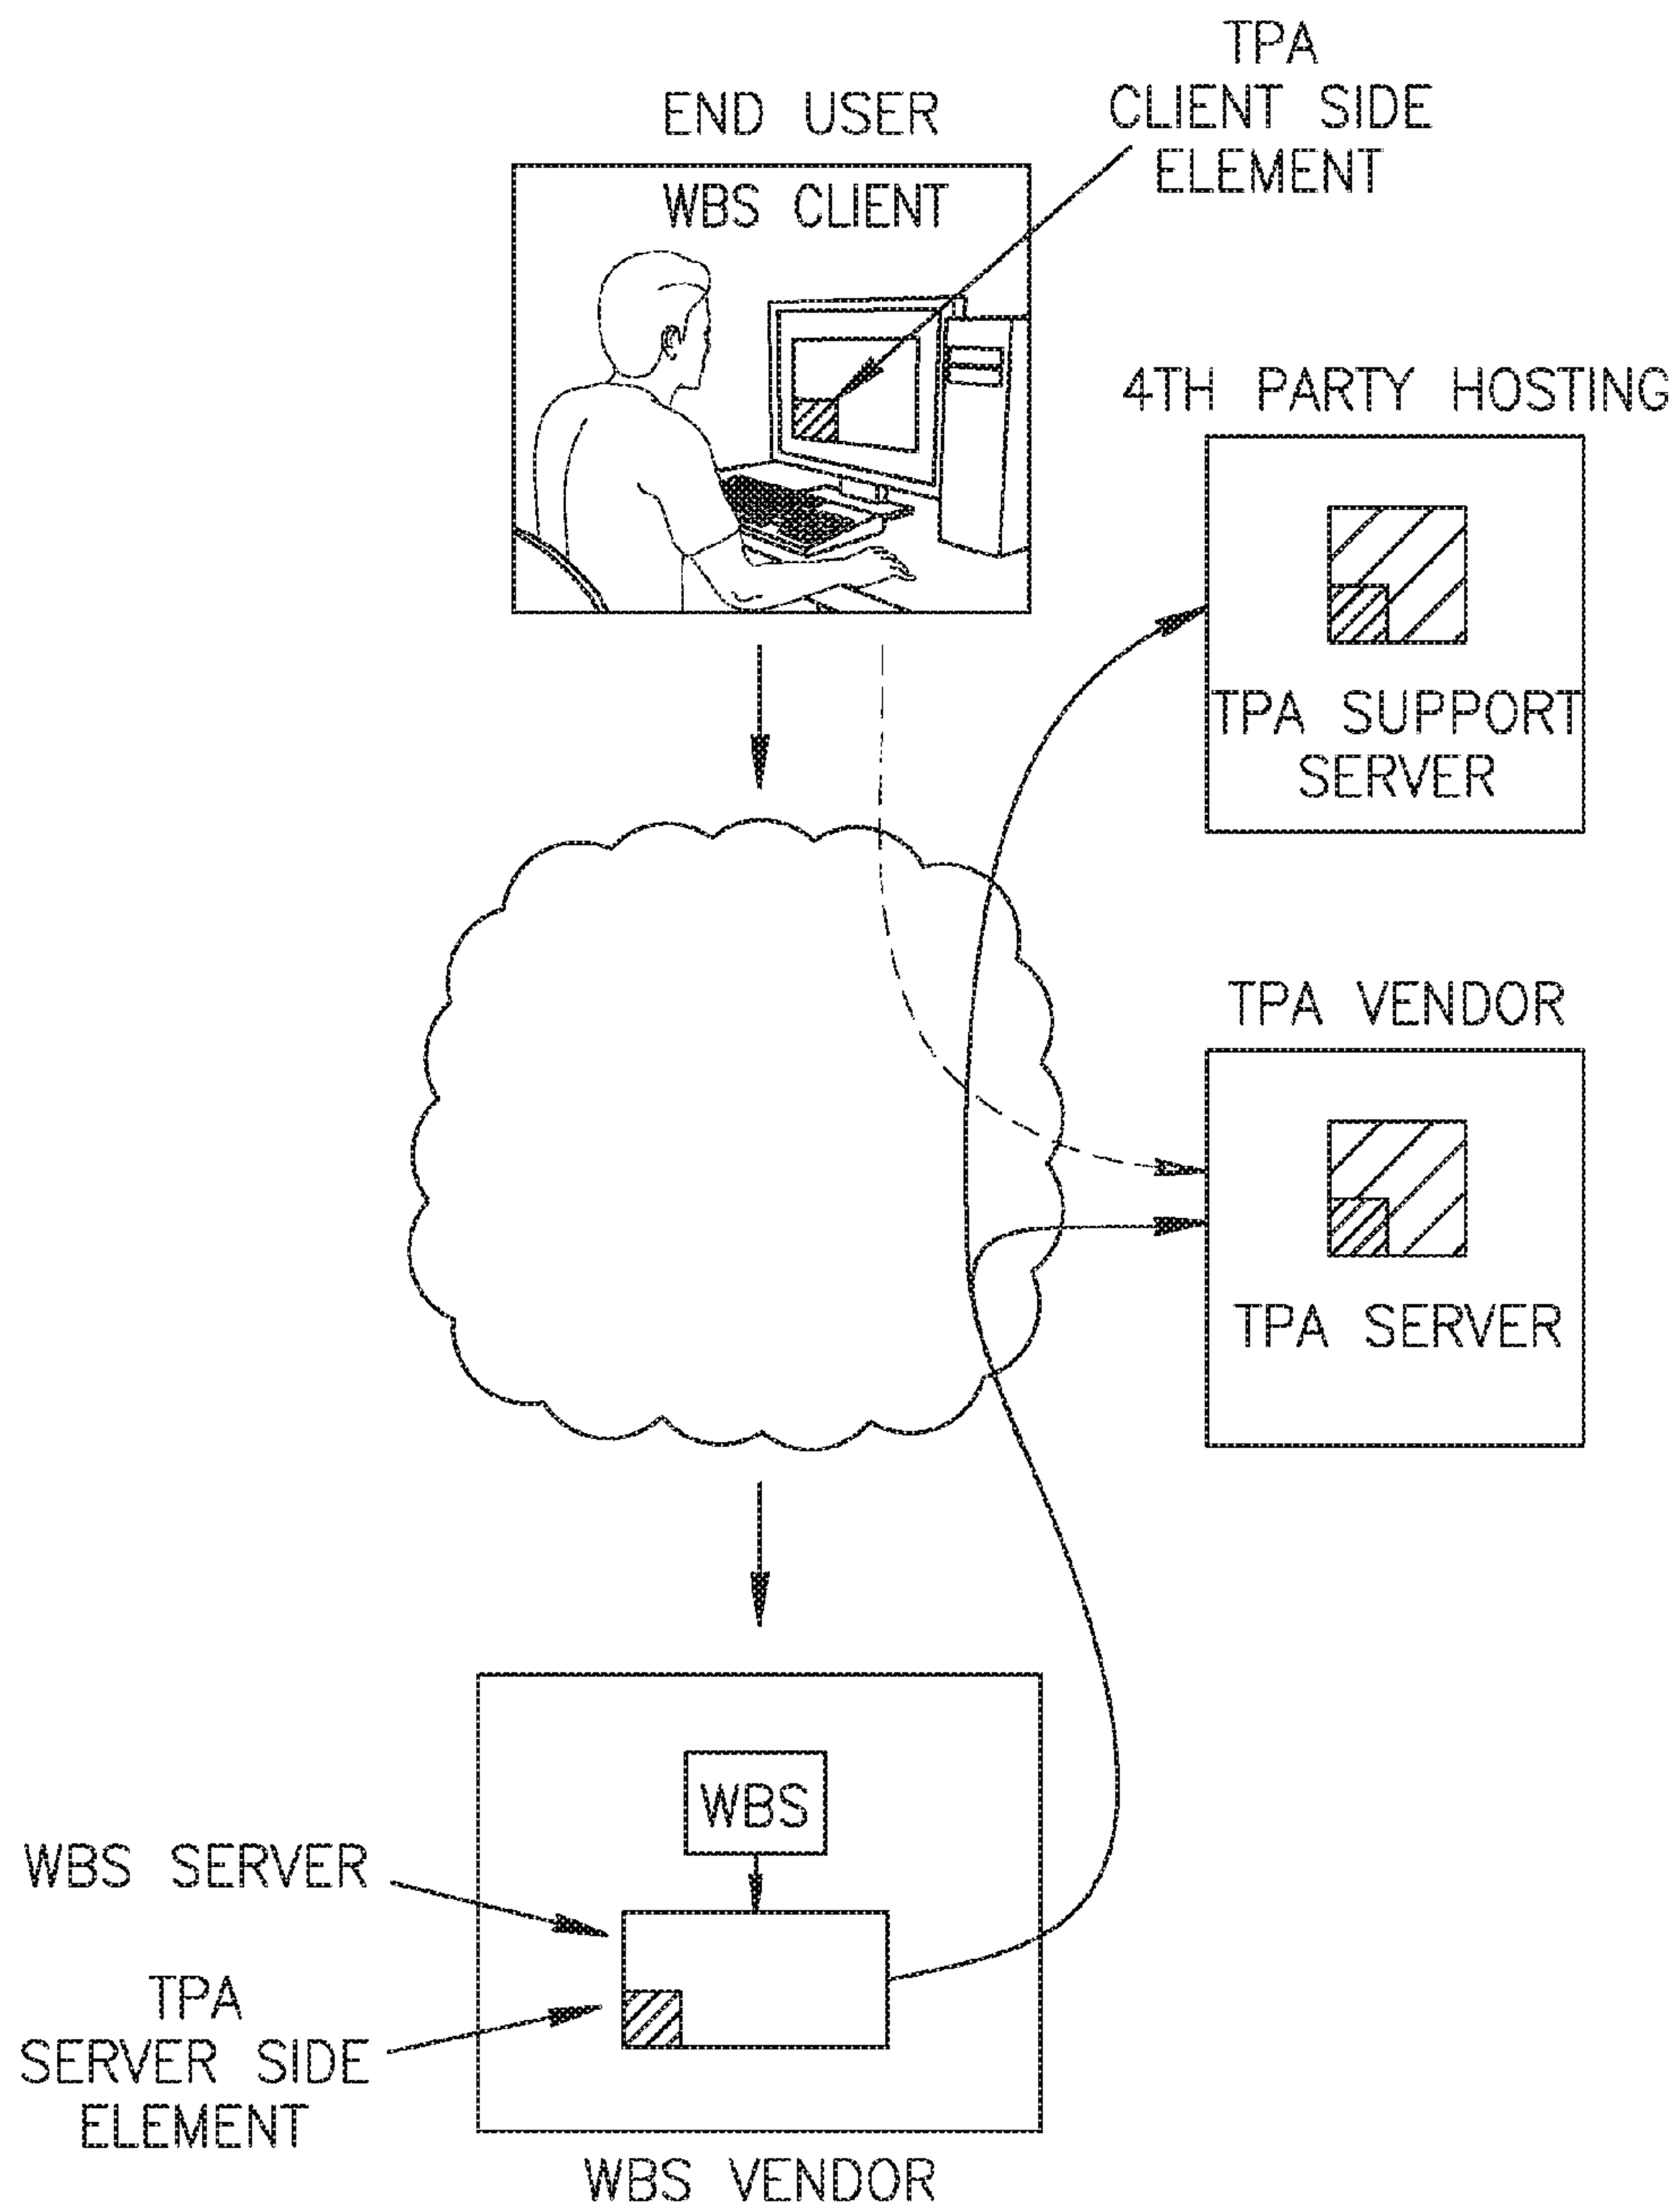 TPA
CLIENT SIDE
ELEMENT
END USER
WBS CLIENT
4TH PARTY HOSTING
TPA SUPPORT
SERVER
TPA VENDOR
TPA SERVER
WBS
WBS SERVER
TPA
SERVER SIDE
ELEMENT
WBS VENDOR